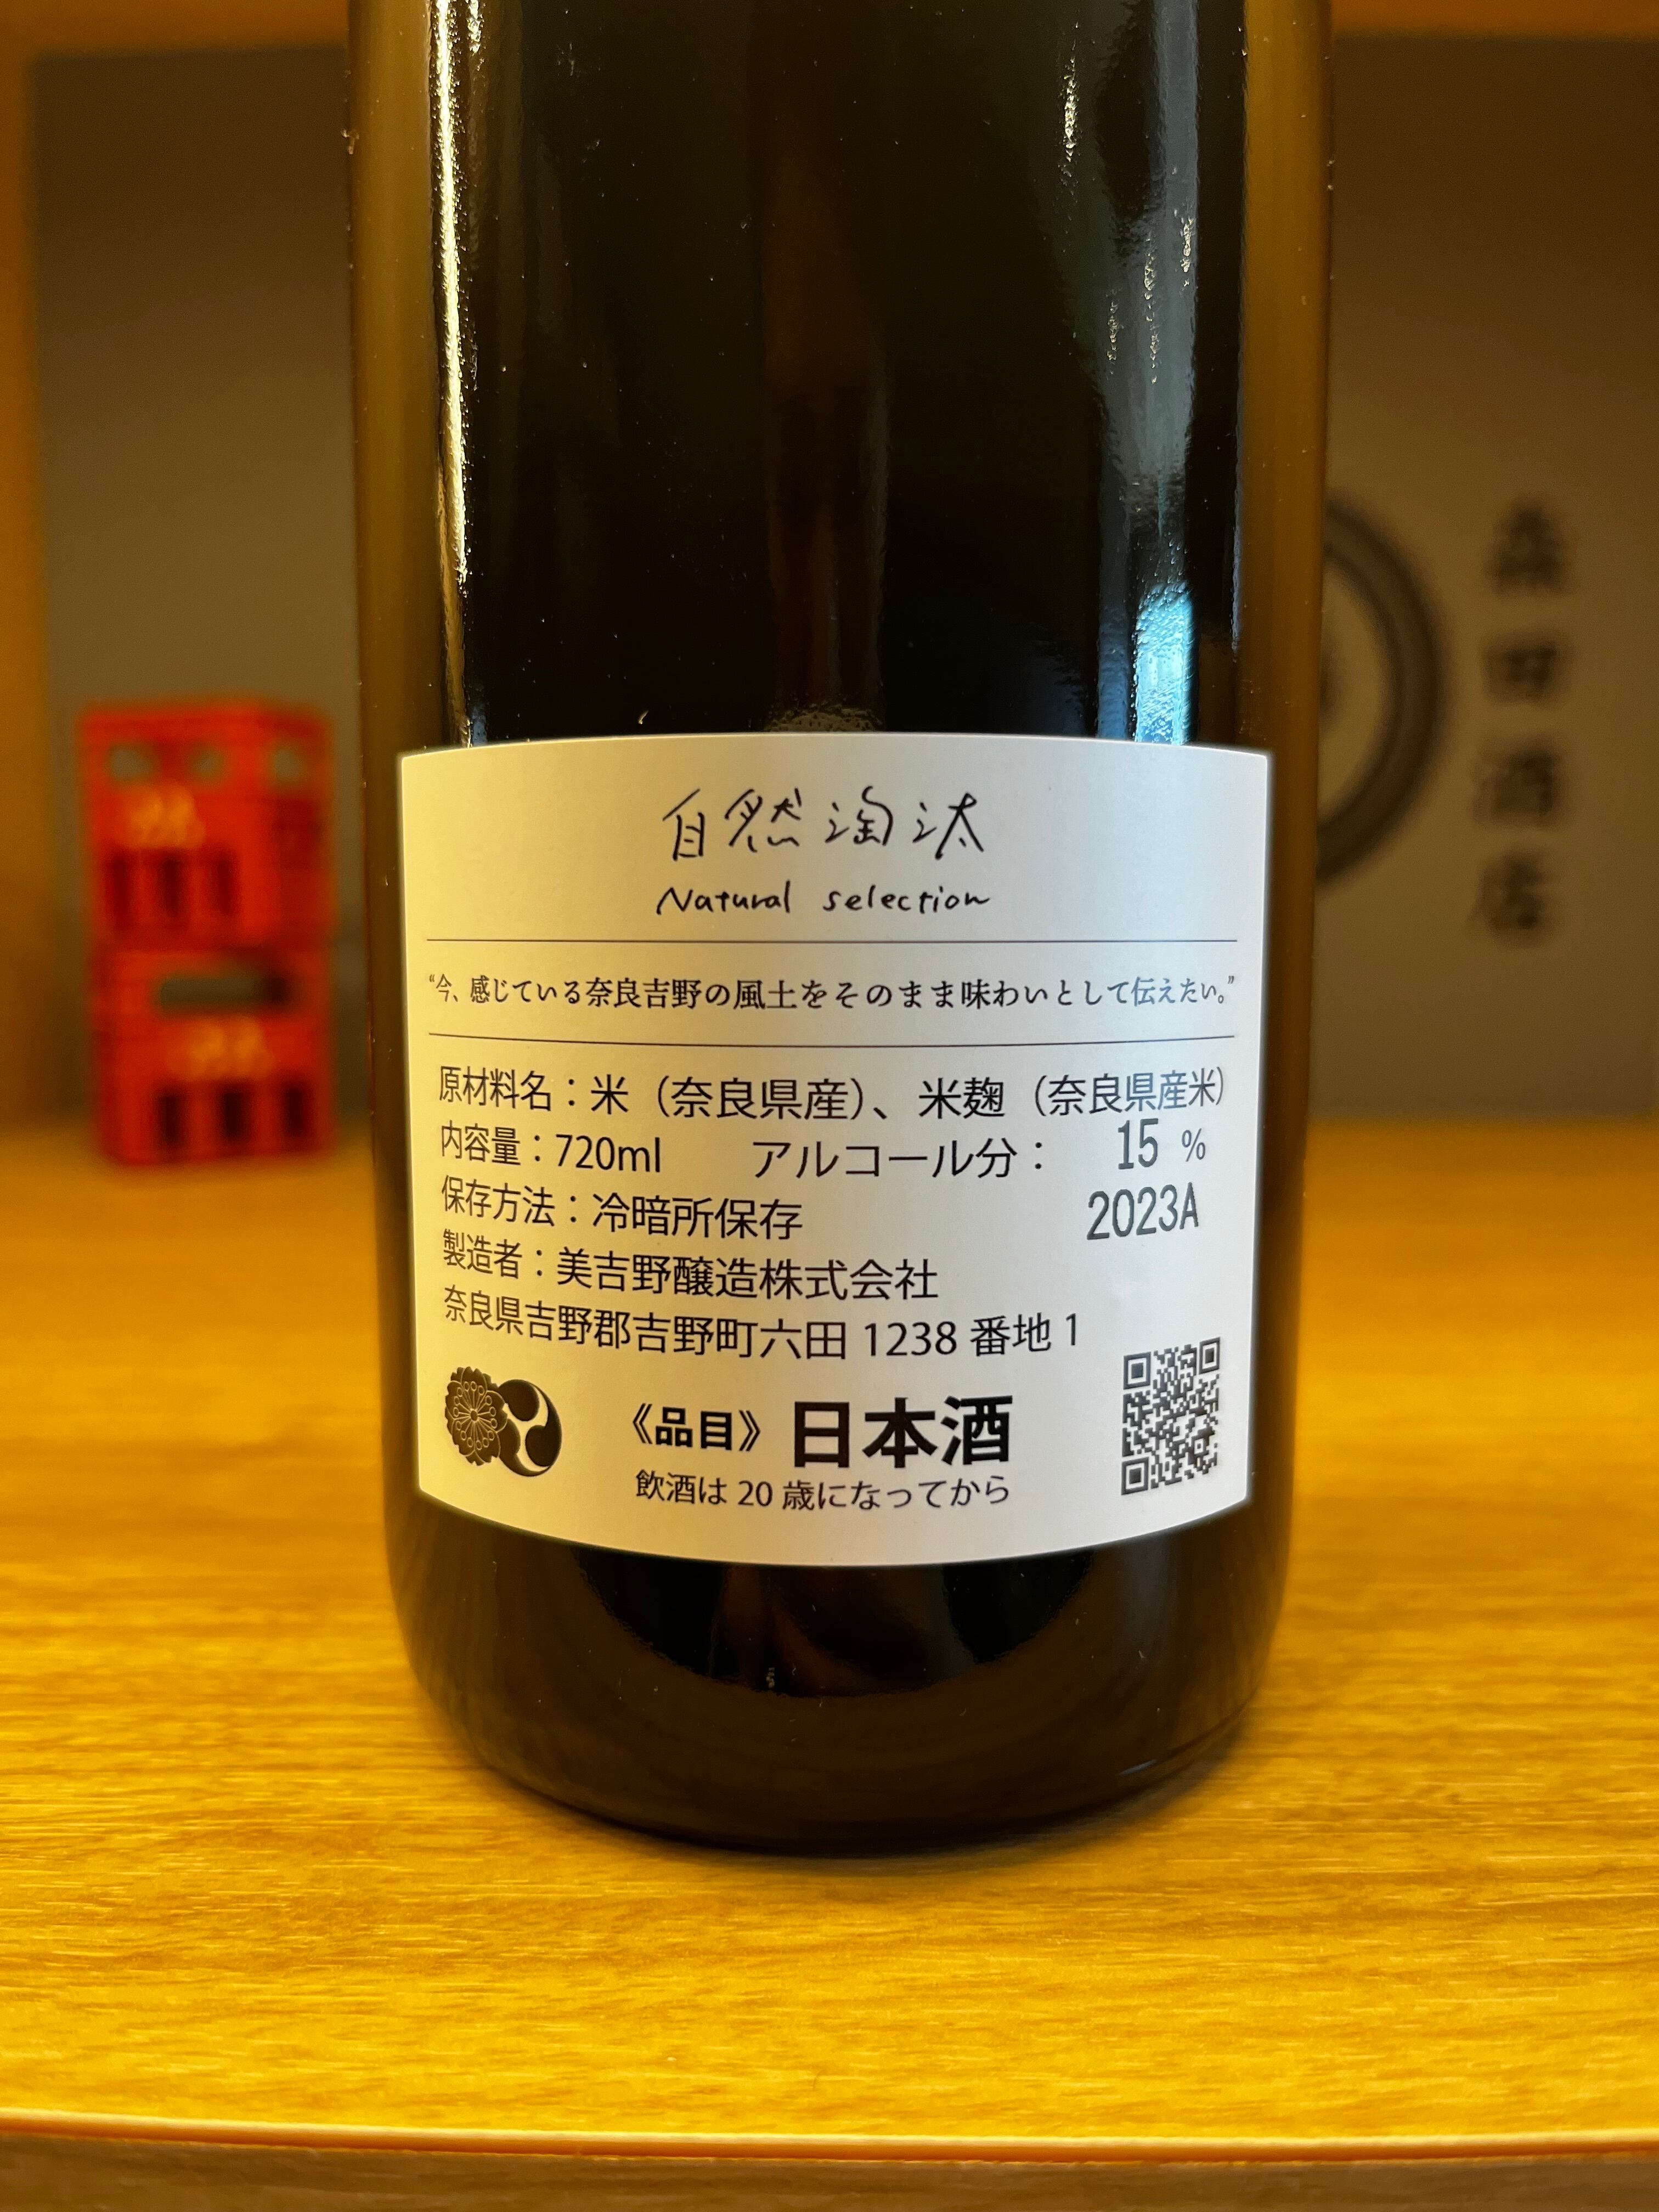 自然淘汰
Natural selection
“今、感じている奈良吉野の風土をそのまま味わいとして伝えたい。”
原材料名：米（奈良県産）、米麹（奈良県産米）
内容量：720ml アルコール分： 15 %
保存方法：冷暗所保存 2023A
製造者：美吉野醸造株式会社
奈良県吉野郡吉野町六田 1238 番地 1
《品目》日本酒
飲酒は 20 歳になってから
森田酒店